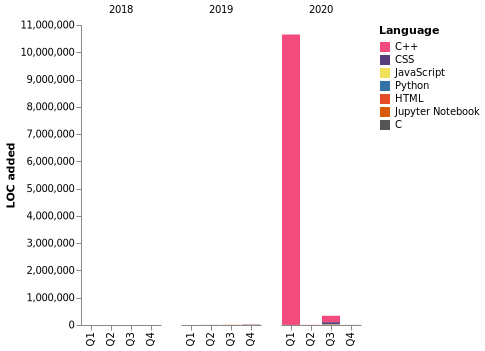 2018 2019 2020
Language
C++
CSS
JavaScript
Python
HTML
Jupyter Notebook
C
LOC added
11,000,000
10,000,000
9,000,000
8,000,000
7,000,000
6,000,000
5,000,000
4,000,000
3,000,000
2,000,000
1,000,000
0
Q1 Q2 Q3 Q4 Q1 Q2 Q3 Q4 Q1 Q2 Q3 Q4